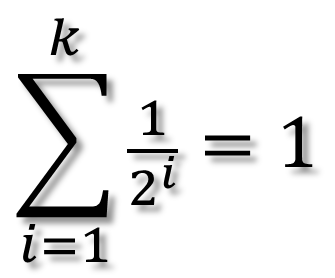 k
∑ 1/2^i = 1
i=1